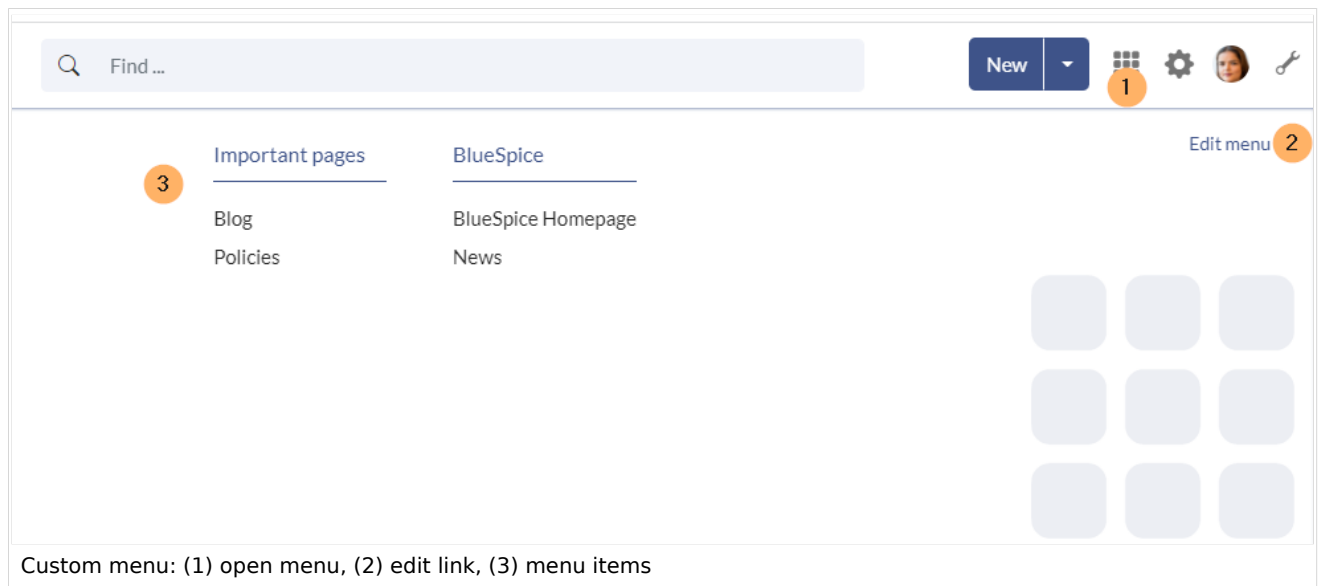 Find ...
New
1
Edit menu 2
3
Important pages
BlueSpice
Blog
BlueSpice Homepage
Policies
News
Custom menu: (1) open menu, (2) edit link, (3) menu items